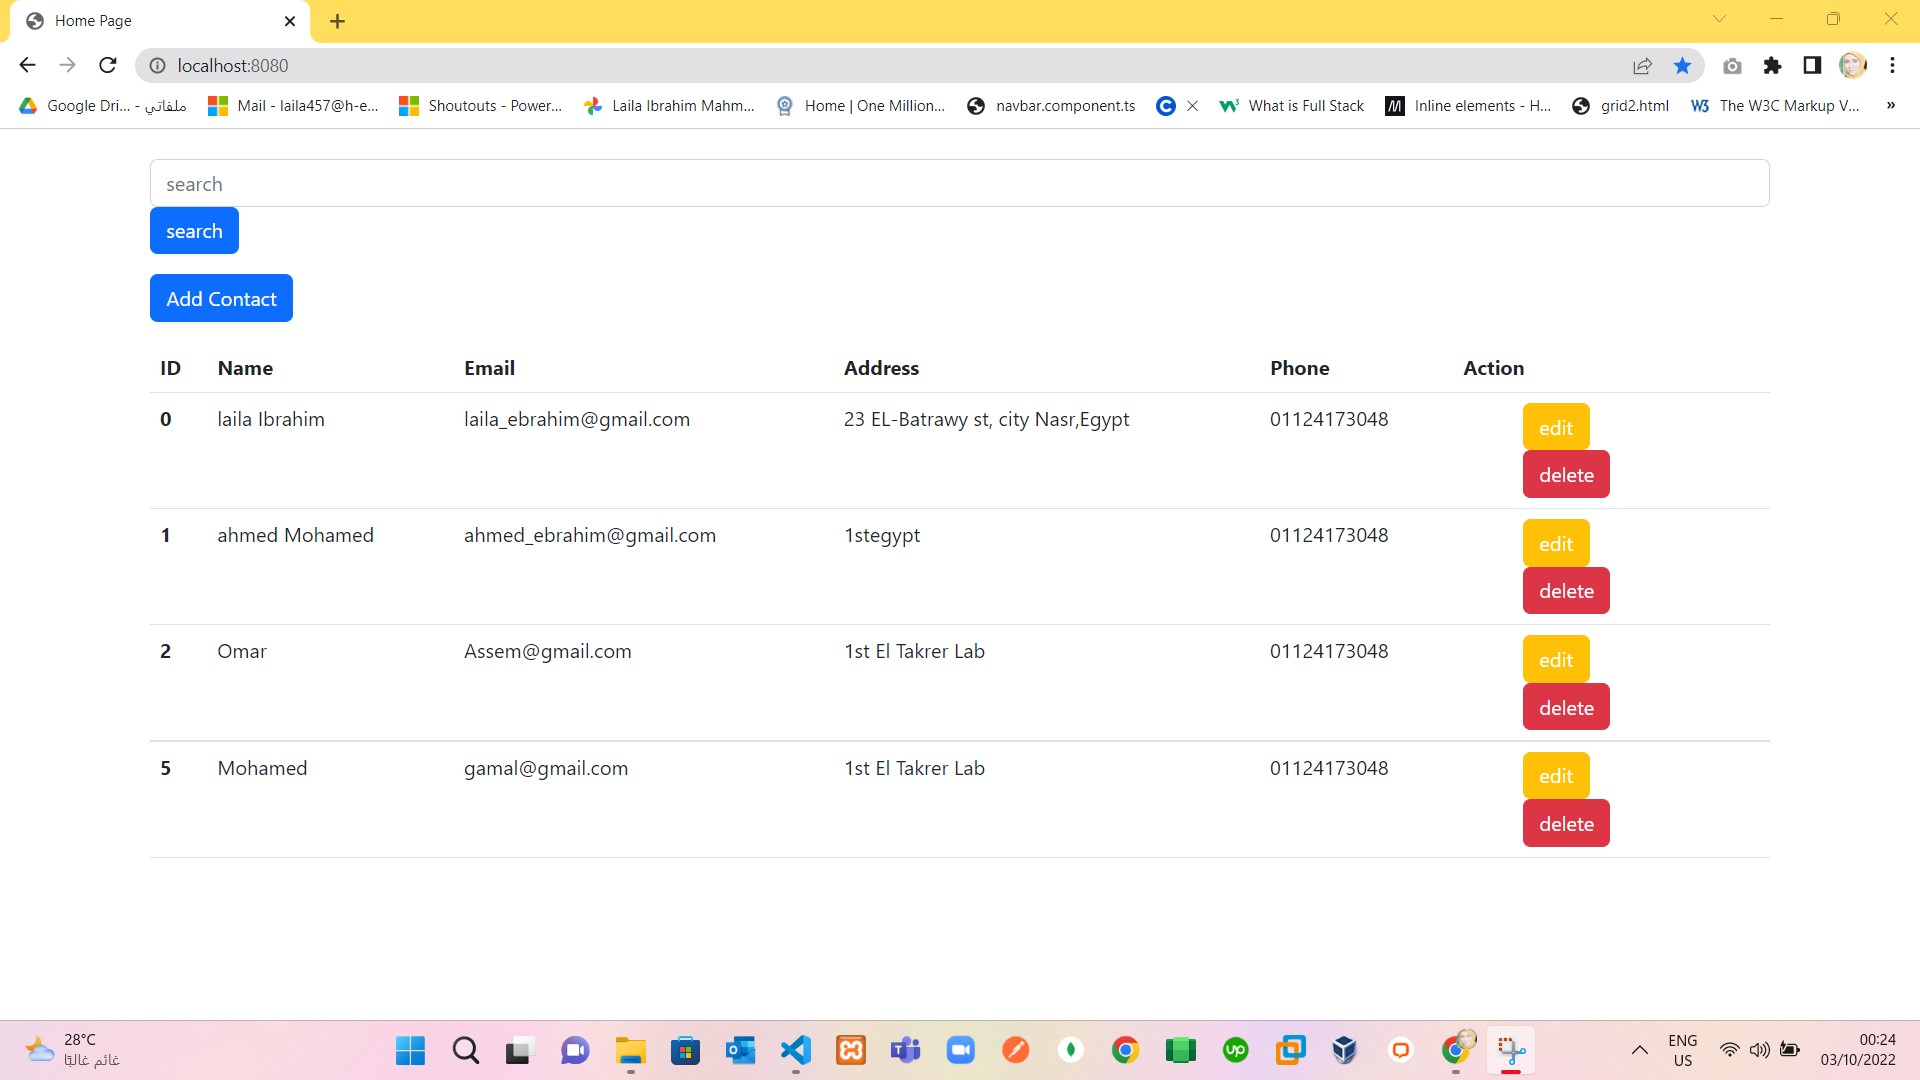 Home Page
localhost:8080
Google Dri... - ملفاتي
Mail - laila457@h-e...
Shoutouts - Power...
Laila Ibrahim Mahm...
Home | One Million...
navbar.component.ts
What is Full Stack
Inline elements - H...
grid2.html
The W3C Markup V...
»
search
search
Add Contact
ID Name Email Address Phone Action
0 laila Ibrahim laila_ebrahim@gmail.com 23 EL-Batrawy st, city Nasr,Egypt 01124173048 edit
delete
1 ahmed Mohamed ahmed_ebrahim@gmail.com 1stegypt 01124173048 edit
delete
2 Omar Assem@gmail.com 1st El Takrer Lab 01124173048 edit
delete
5 Mohamed gamal@gmail.com 1st El Takrer Lab 01124173048 edit
delete
28°C
غائم غالبًا
ENG
US
00:24
03/10/2022